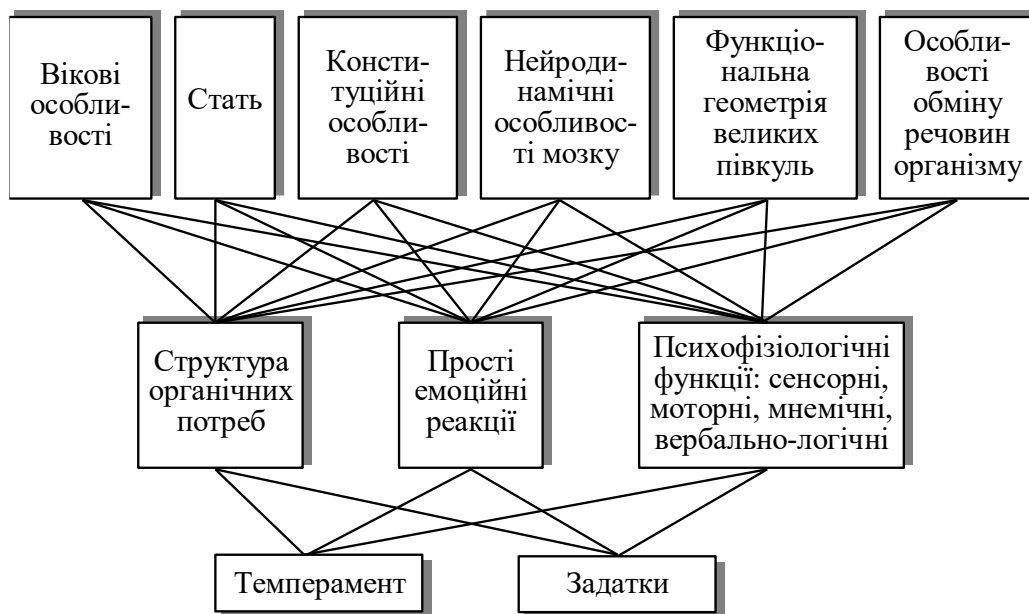 Вікові
особли-
вості
Стать
Консти-
туційні
особли-
вості
Нейроди-
намічні
особливос-
ті мозку
Функціо-
нальна
геометрія
великих
півкуль
Особли-
вості
обміну
речовин
організму
Структура
органічних
потреб
Прості
емоційні
реакції
Психофізіологічні
функції: сенсорні,
моторні, мнемічні,
вербально-логічні
Темперамент
Задатки